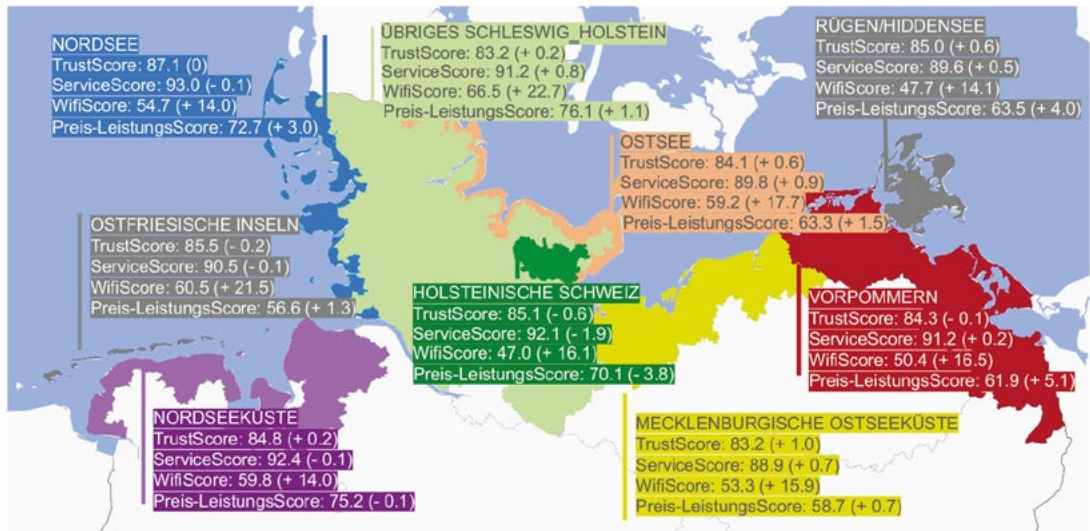 NORDSEE
TrustScore: 87.1 (0)
ServiceScore: 93.0 (- 0.1)
WifiScore: 54.7 (+ 14.0)
Preis-LeistungsScore: 72.7 (+ 3.0)
ÜBRIGES SCHLESWIG_HOLSTEIN
TrustScore: 83.2 (+ 0.2)
ServiceScore: 91.2 (+ 0.8)
WifiScore: 66.5 (+ 22.7)
Preis-LeistungsScore: 76.1 (+ 1.1)
RÜGEN/HIDDENSEE
TrustScore: 85.0 (+ 0.6)
ServiceScore: 89.6 (+ 0.5)
WifiScore: 47.7 (+ 14.1)
Preis-LeistungsScore: 63.5 (+ 4.0)
OSTSEE
TrustScore: 84.1 (+ 0.6)
ServiceScore: 89.8 (+ 0.9)
WifiScore: 59.2 (+ 17.7)
Preis-LeistungsScore: 63.3 (+ 1.5)
OSTFRIESISCHE INSELN
TrustScore: 85.5 (- 0.2)
ServiceScore: 90.5 (- 0.1)
WifiScore: 60.5 (+ 21.5)
Preis-LeistungsScore: 56.6 (+ 1.3)
HOLSTEINISCHE SCHWEIZ
TrustScore: 85.1 (- 0.6)
ServiceScore: 92.1 (- 1.9)
WifiScore: 47.0 (+ 16.1)
Preis-LeistungsScore: 70.1 (- 3.8)
VORPOMMERN
TrustScore: 84.3 (- 0.1)
ServiceScore: 91.2 (+ 0.2)
WifiScore: 50.4 (+ 16.5)
Preis-LeistungsScore: 61.9 (+ 5.1)
NORDSEEKÜSTE
TrustScore: 84.8 (+ 0.2)
ServiceScore: 92.4 (- 0.1)
WifiScore: 59.8 (+ 14.0)
Preis-LeistungsScore: 75.2 (- 0.1)
MECKLENBURGISCHE OSTSEEKÜSTE
TrustScore: 83.2 (+ 1.0)
ServiceScore: 88.9 (+ 0.7)
WifiScore: 53.3 (+ 15.9)
Preis-LeistungsScore: 58.7 (+ 0.7)